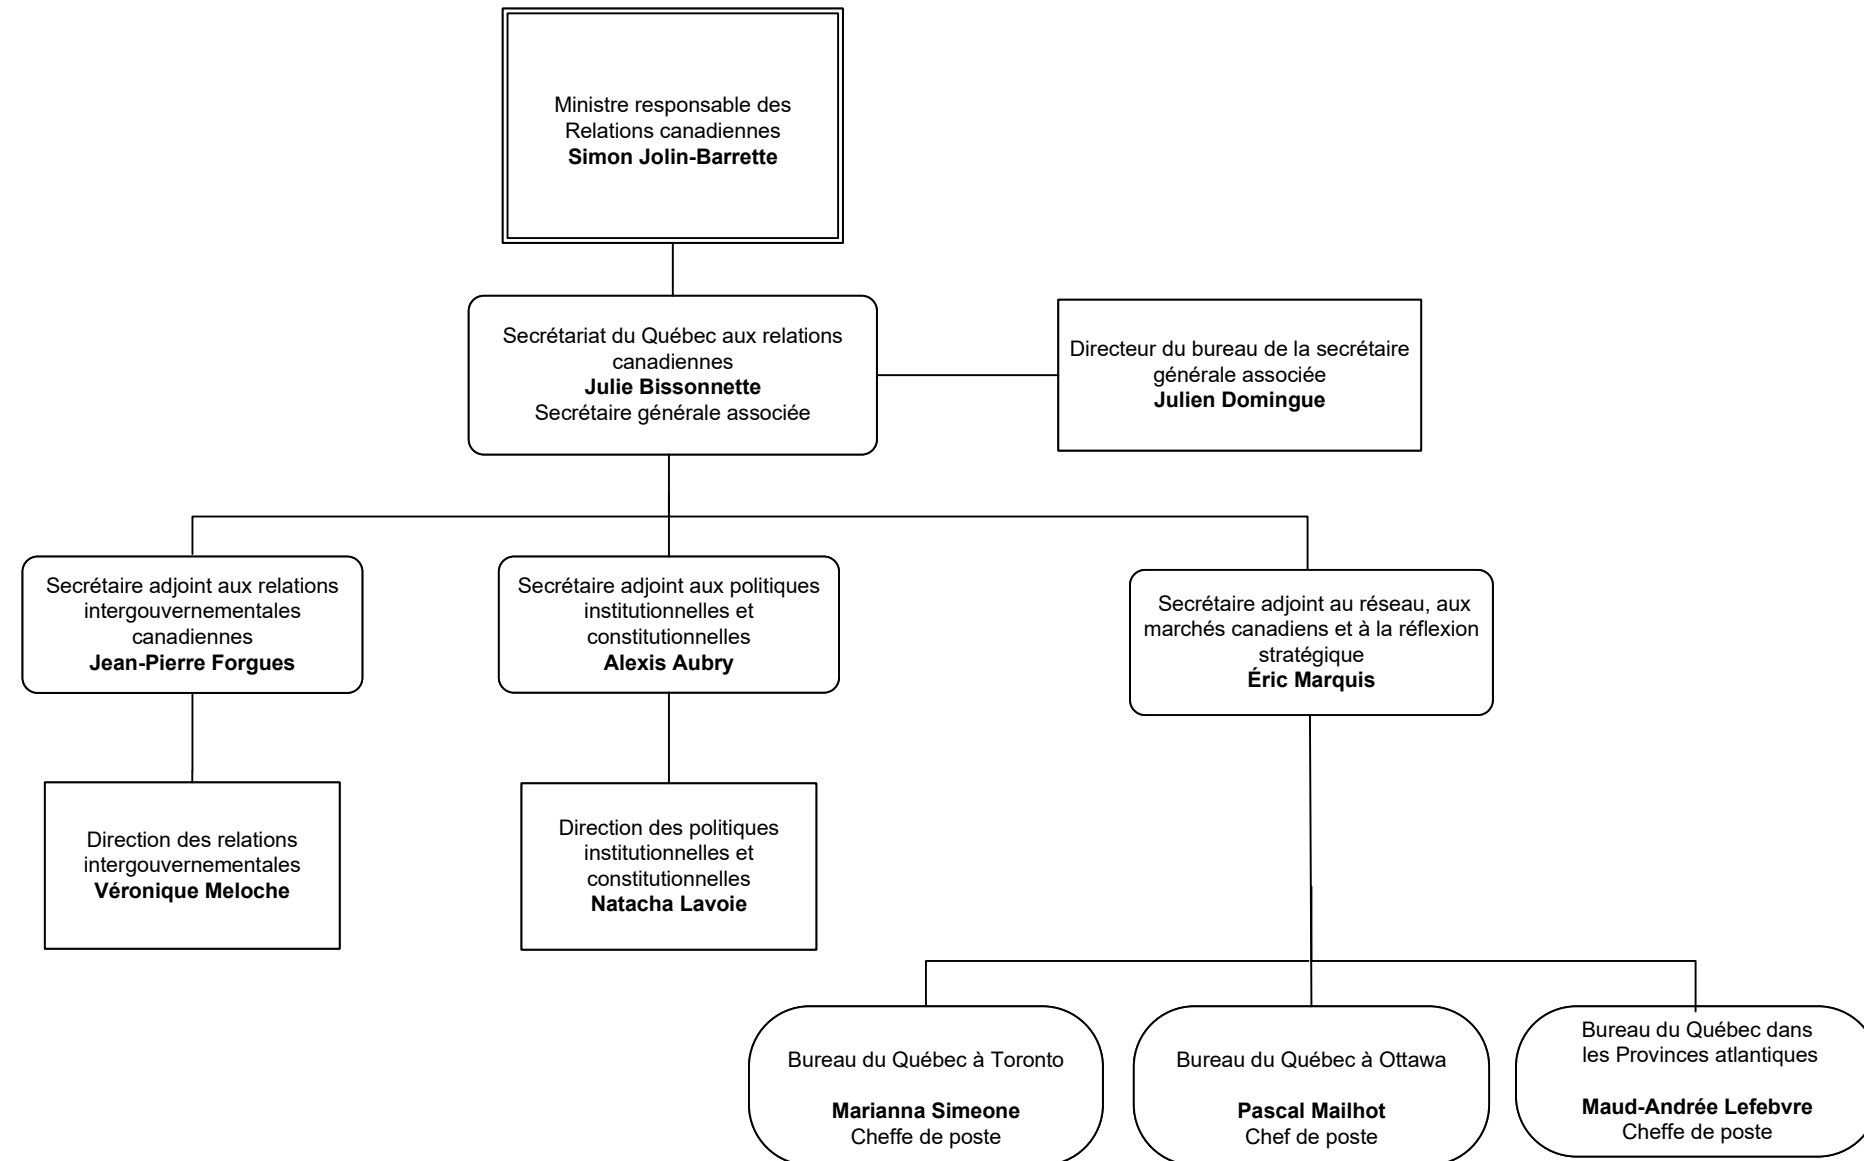 Ministre responsable des
Relations canadiennes
Simon Jolin-Barrette
Secrétariat du Québec aux relations
canadiennes
Julie Bissonnette
Secrétaire générale associée
Directeur du bureau de la secrétaire
générale associée
Julien Domingue
Secrétaire adjoint aux relations
intergouvernementales
canadiennes
Jean-Pierre Forgues
Secrétaire adjoint aux politiques
institutionnelles et
constitutionnelles
Alexis Aubry
Secrétaire adjoint au réseau, aux
marchés canadiens et à la réflexion
stratégique
Éric Marquis
Direction des relations
intergouvernementales
Véronique Meloche
Direction des politiques
institutionnelles et
constitutionnelles
Natacha Lavoie
Bureau du Québec à Toronto
Marianna Simeone
Cheffe de poste
Bureau du Québec à Ottawa
Pascal Mailhot
Chef de poste
Bureau du Québec dans
les Provinces atlantiques
Maud-Andrée Lefebvre
Cheffe de poste